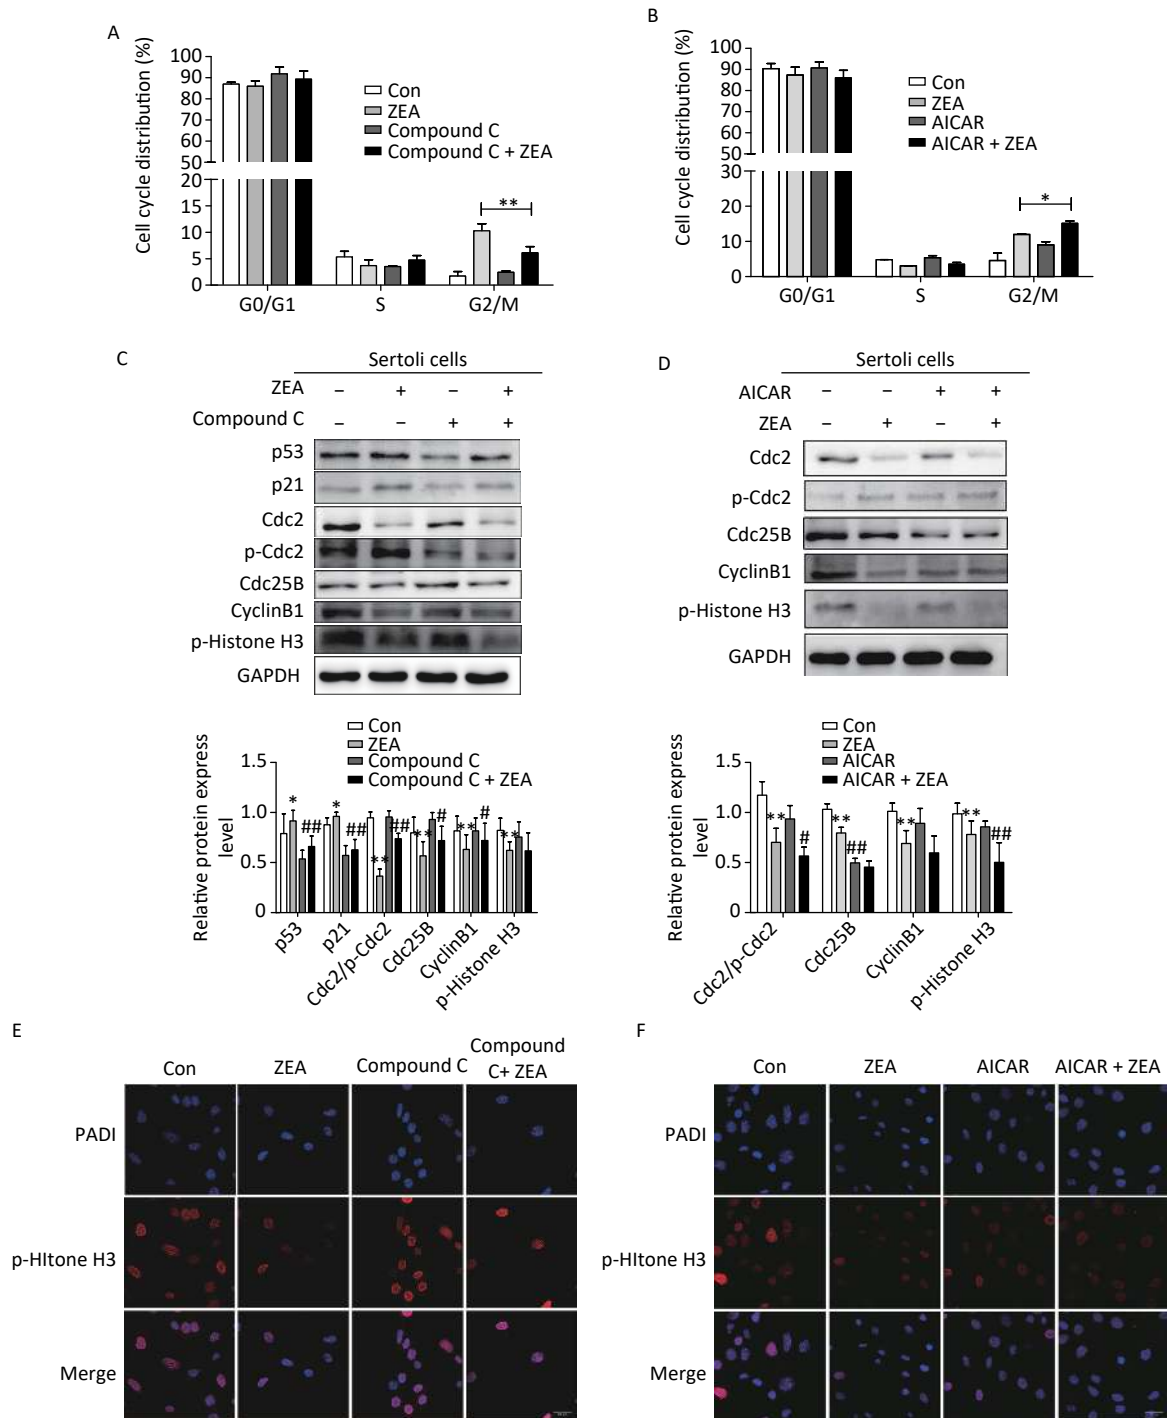 A
Cell cycle distribution (%)
100
90
80
70
60
50
20
15
10
5
0
Con
ZEA
Compound C
Compound C + ZEA
**
G0/G1 S G2/M
B
Cell cycle distribution (%)
100
90
80
70
60
50
30
20
10
0
Con
ZEA
AICAR
AICAR + ZEA
*
G0/G1 S G2/M
C
Sertoli cells
ZEA – + – +
Compound C – – + +
p53
p21
Cdc2
p-Cdc2
Cdc25B
CyclinB1
p-Histone H3
GAPDH
Con
ZEA
Compound C
Compound C + ZEA
Relative protein express
level
1.5
1.0
0.5
0
* ## * ## ** ## ** # ** # **
p53 p21 Cdc2/p-Cdc2 Cdc25B CyclinB1 p-Histone H3
D
Sertoli cells
AICAR – – + +
ZEA – + – +
Cdc2
p-Cdc2
Cdc25B
CyclinB1
p-Histone H3
GAPDH
Con
ZEA
AICAR
AICAR + ZEA
Relative protein express
level
1.5
1.0
0.5
0
** # ** ## ** ** ##
Cdc2/p-Cdc2 Cdc25B CyclinB1 p-Histone H3
E
Con ZEA Compound C Compound
C+ ZEA
PADI
p-HItone H3
Merge
F
Con ZEA AICAR AICAR + ZEA
PADI
p-HItone H3
Merge